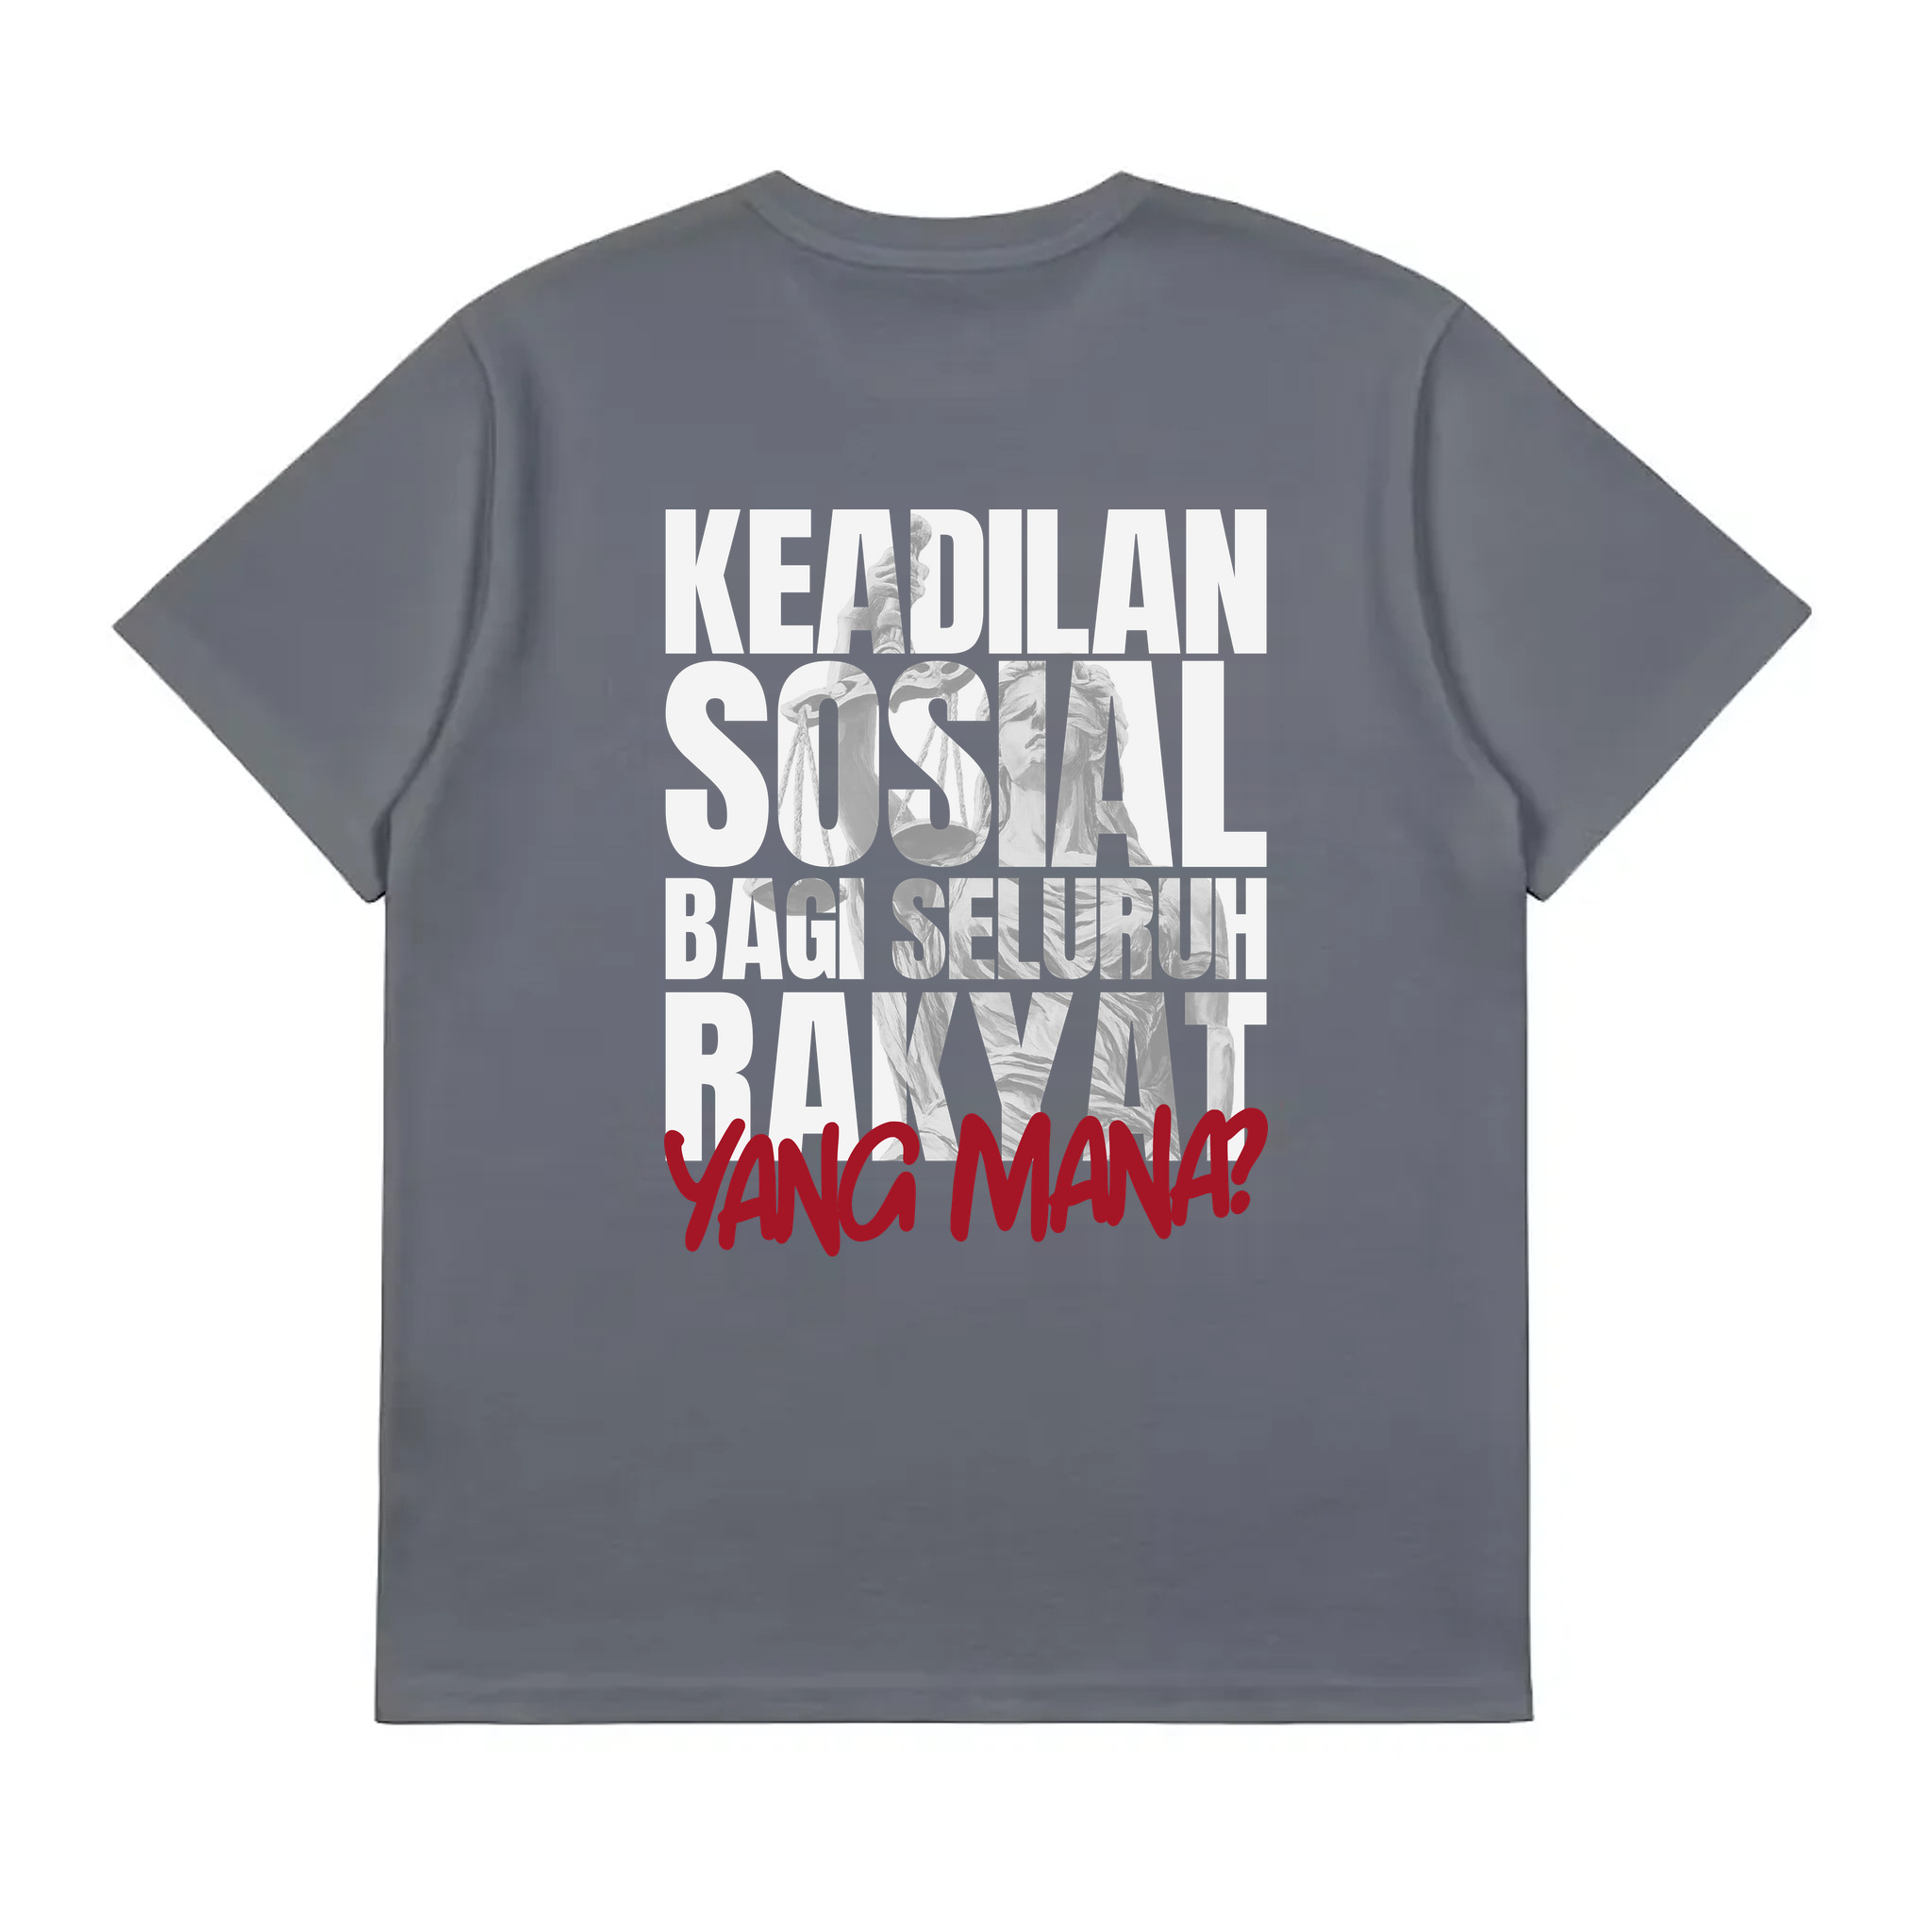 KEADILAN
SOSIAL
BAGI SELURUH
RAKYAT
YANG MANA?